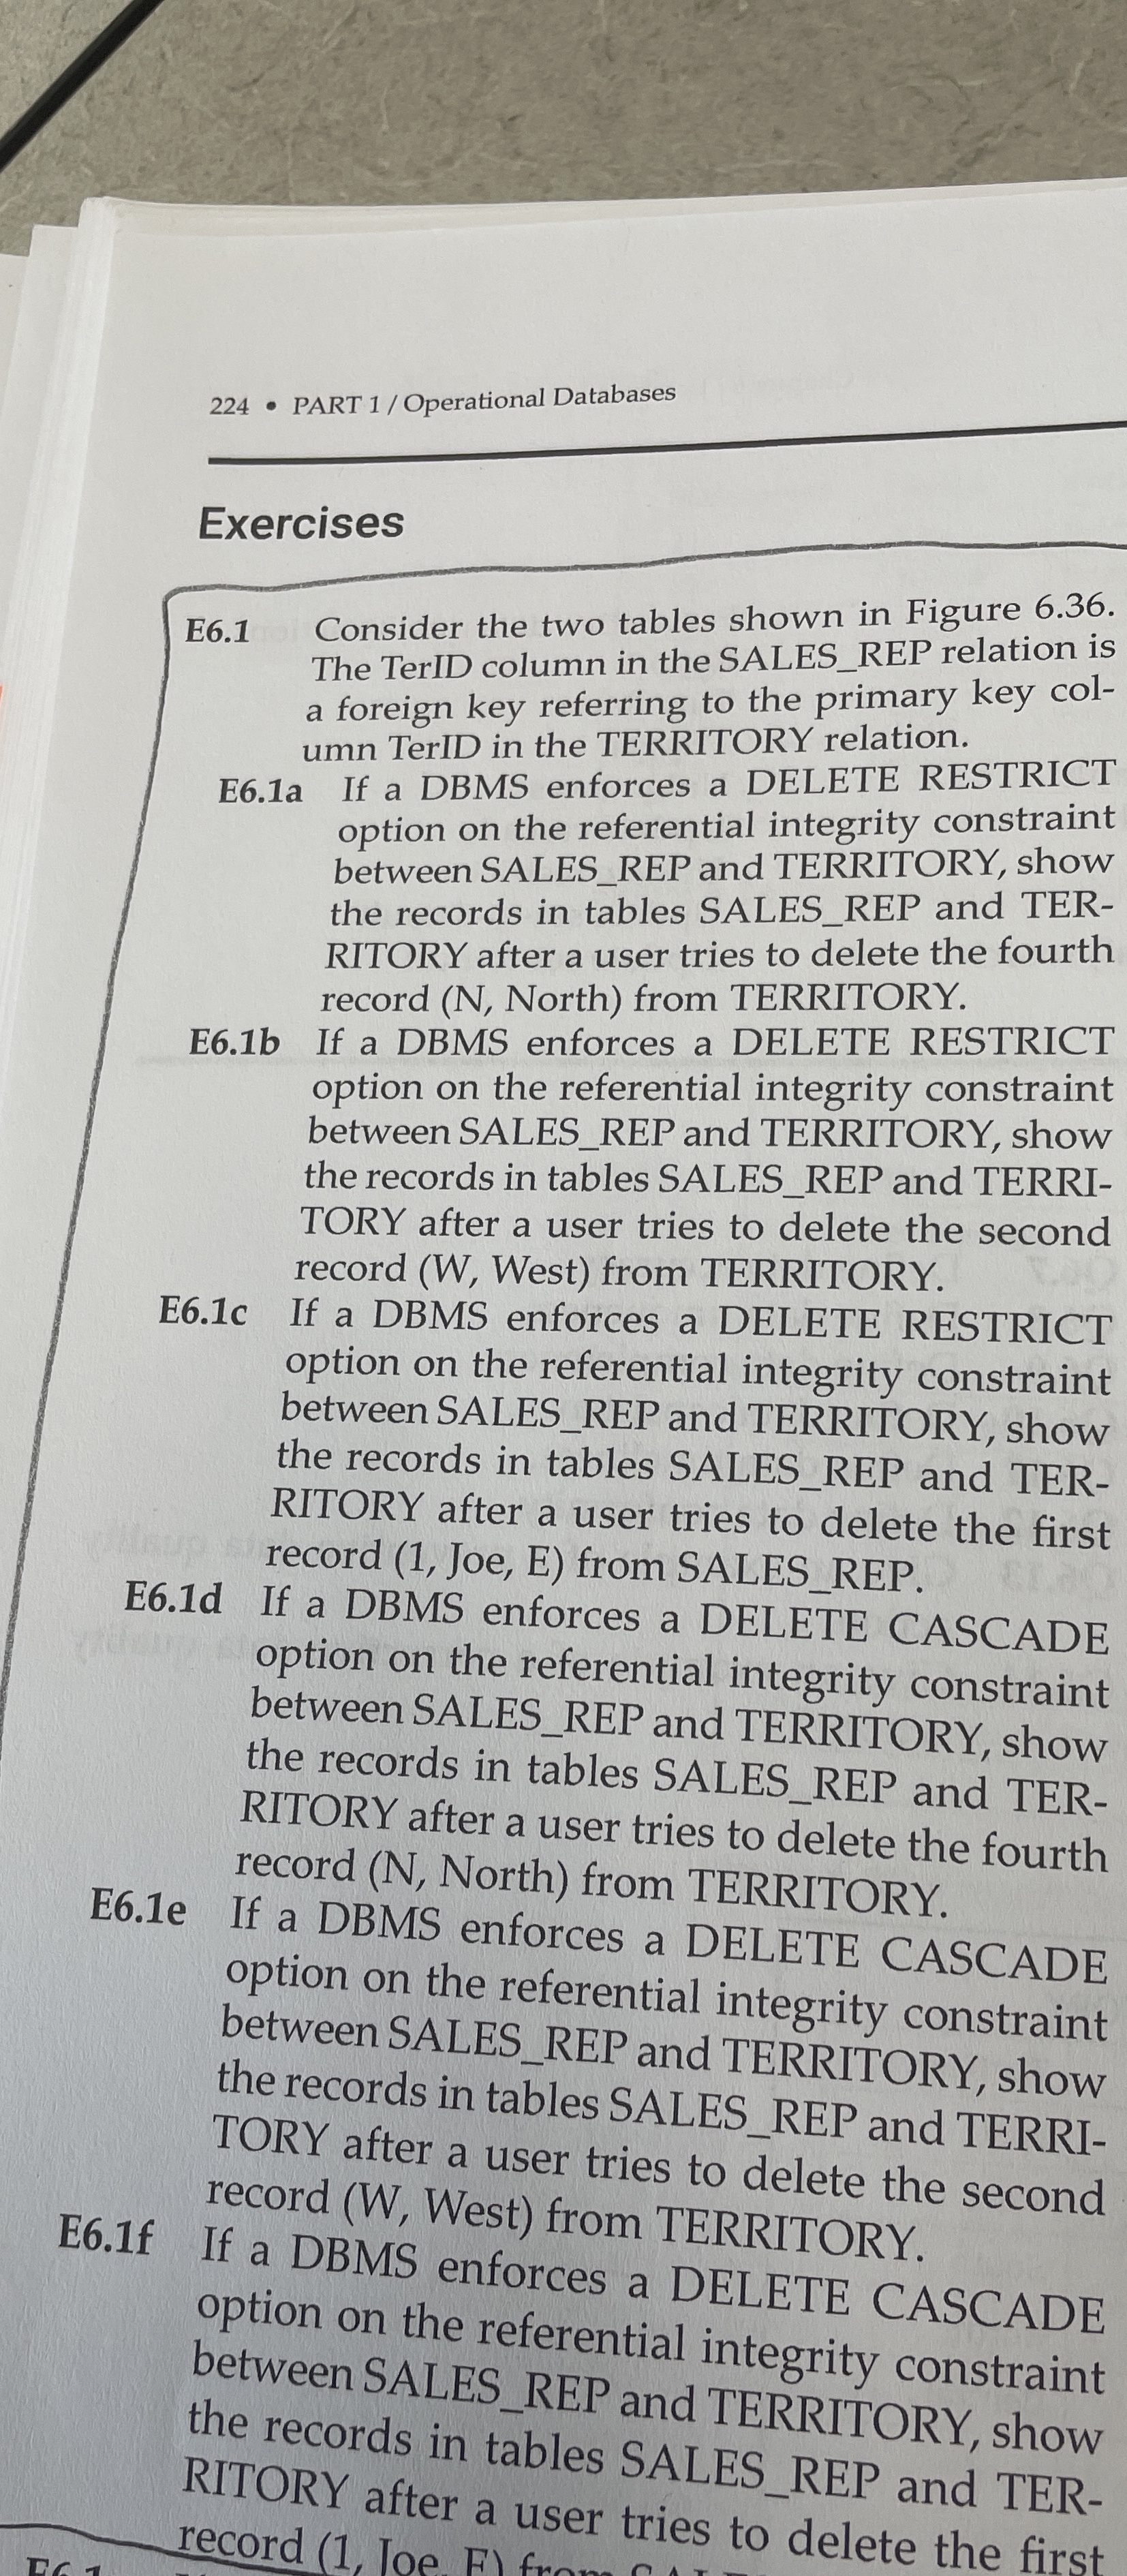 224 • PART 1 / Operational Databases
Exercises
E6.1 Consider the two tables shown in Figure 6.36.
The TerID column in the SALES_REP relation is
a foreign key referring to the primary key col-
umn TerID in the TERRITORY relation.
E6.1a If a DBMS enforces a DELETE RESTRICT
option on the referential integrity constraint
between SALES_REP and TERRITORY, show
the records in tables SALES_REP and TER-
RITORY after a user tries to delete the fourth
record (N, North) from TERRITORY.
E6.1b If a DBMS enforces a DELETE RESTRICT
option on the referential integrity constraint
between SALES_REP and TERRITORY, show
the records in tables SALES_REP and TERRI-
TORY after a user tries to delete the second
record (W, West) from TERRITORY.
E6.1c If a DBMS enforces a DELETE RESTRICT
option on the referential integrity constraint
between SALES_REP and TERRITORY, show
the records in tables SALES_REP and TER-
RITORY after a user tries to delete the first
record (1, Joe, E) from SALES_REP.
E6.1d If a DBMS enforces a DELETE CASCADE
option on the referential integrity constraint
between SALES_REP and TERRITORY, show
the records in tables SALES_REP and TER-
RITORY after a user tries to delete the fourth
record (N, North) from TERRITORY.
E6.1e If a DBMS enforces a DELETE CASCADE
option on the referential integrity constraint
between SALES_REP and TERRITORY, show
the records in tables SALES_REP and TERRI-
TORY after a user tries to delete the second
record (W, West) from TERRITORY.
E6.1f If a DBMS enforces a DELETE CASCADE
option on the referential integrity constraint
between SALES_REP and TERRITORY, show
the records in tables SALES_REP and TER-
RITORY after a user tries to delete the first
record (1, Joe, E) from